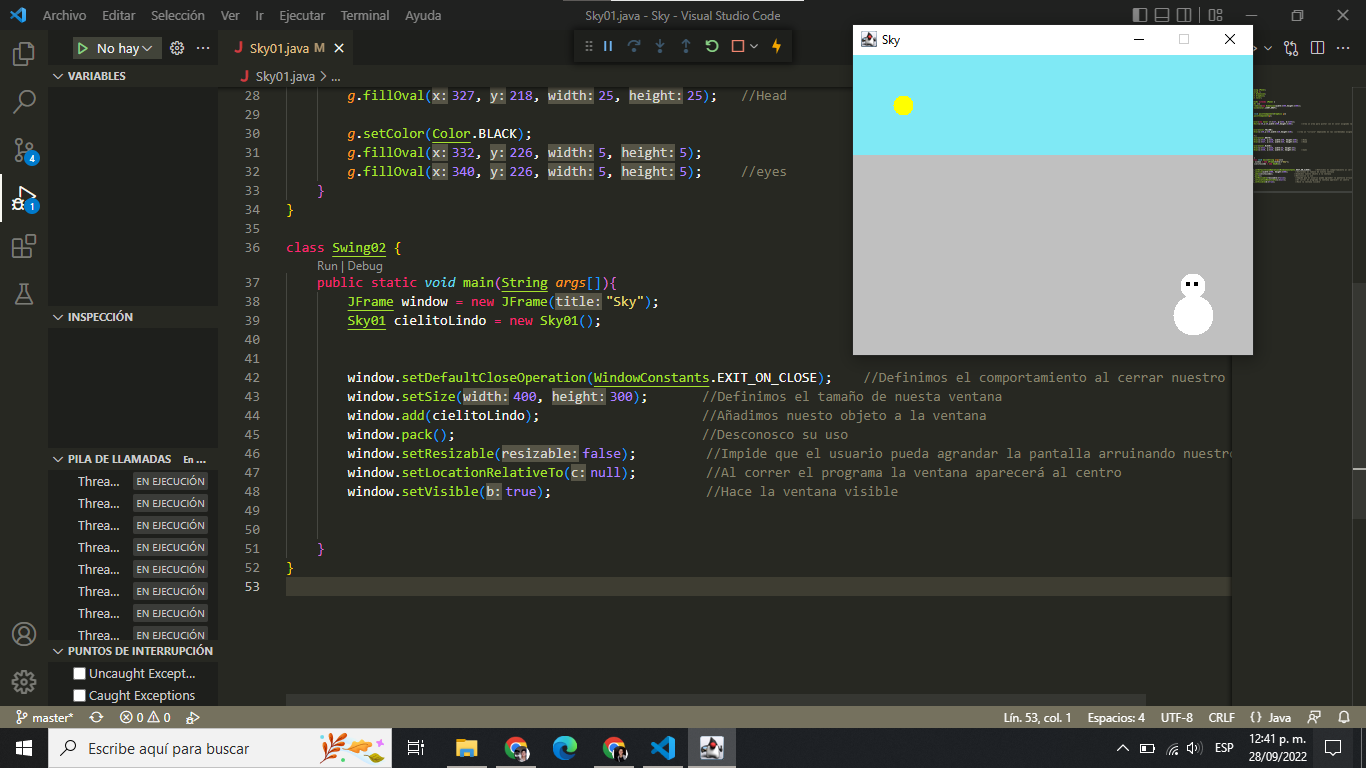 Archivo Editar Selección Ver Ir Ejecutar Terminal Ayuda Sky01.java - Sky - Visual Studio Code
No hay
Sky01.java M
VARIABLES
Sky01.java > ...
28 g.fillOval(x: 327, y: 218, width: 25, height: 25); //Head
29
30 g.setColor(Color.BLACK);
31 g.fillOval(x: 332, y: 226, width: 5, height: 5);
32 g.fillOval(x: 340, y: 226, width: 5, height: 5); //eyes
33 }
34 }
35
36 class Swing02 {
Run | Debug
37 public static void main(String args[]){
38 JFrame window = new JFrame(title: "Sky");
39 Sky01 cielitoLindo = new Sky01();
40
41
42 window.setDefaultCloseOperation(WindowConstants.EXIT_ON_CLOSE); //Definimos el comportamiento al cerrar nuestro
43 window.setSize(width: 400, height: 300); //Definimos el tamaño de nuesta ventana
44 window.add(cielitoLindo); //Añadimos nuesto objeto a la ventana
45 window.pack(); //Desconosco su uso
46 window.setResizable(resizable: false); //Impide que el usuario pueda agrandar la pantalla arruinando nuestro
47 window.setLocationRelativeTo(c: null); //Al correr el programa la ventana aparecerá al centro
48 window.setVisible(b: true); //Hace la ventana visible
49
50
51 }
52 }
53
Sky
INSPECCIÓN
PILA DE LLAMADAS En ...
Threa... EN EJECUCIÓN
Threa... EN EJECUCIÓN
Threa... EN EJECUCIÓN
Threa... EN EJECUCIÓN
Threa... EN EJECUCIÓN
Threa... EN EJECUCIÓN
Threa... EN EJECUCIÓN
Threa... EN EJECUCIÓN
PUNTOS DE INTERRUPCIÓN
Uncaught Except...
Caught Exceptions
4
1
master* 0 0 Lín. 53, col. 1 Espacios: 4 UTF-8 CRLF {} Java
Escribe aquí para buscar
ESP
12:41 p. m.
28/09/2022